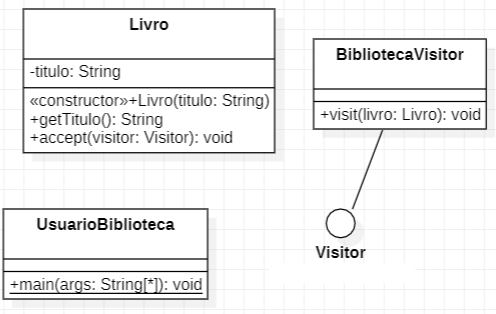 Livro
-titulo: String
«constructor»+Livro(titulo: String)
+getTitulo(): String
+accept(visitor: Visitor): void
BibliotecaVisitor
+visit(livro: Livro): void
UsuarioBiblioteca
+main(args: String[*]): void
Visitor